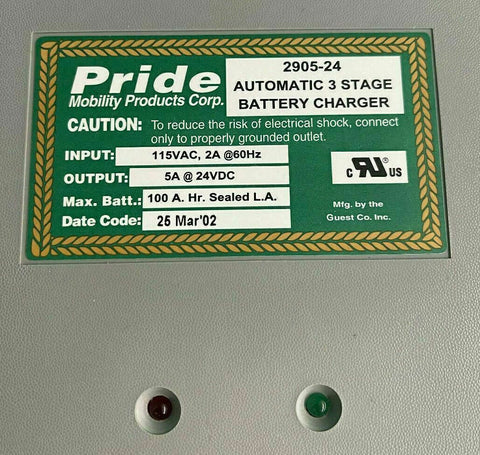 Pride
Mobility Products Corp.
2905-24
AUTOMATIC 3 STAGE
BATTERY CHARGER
CAUTION: To reduce the risk of electrical shock, connect
only to properly grounded outlet.
INPUT: 115VAC, 2A @60Hz
OUTPUT: 5A @ 24VDC
Max. Batt.: 100 A. Hr. Sealed L.A.
Date Code: 25 Mar'02
c RU US
Mfg. by the
Guest Co. Inc.